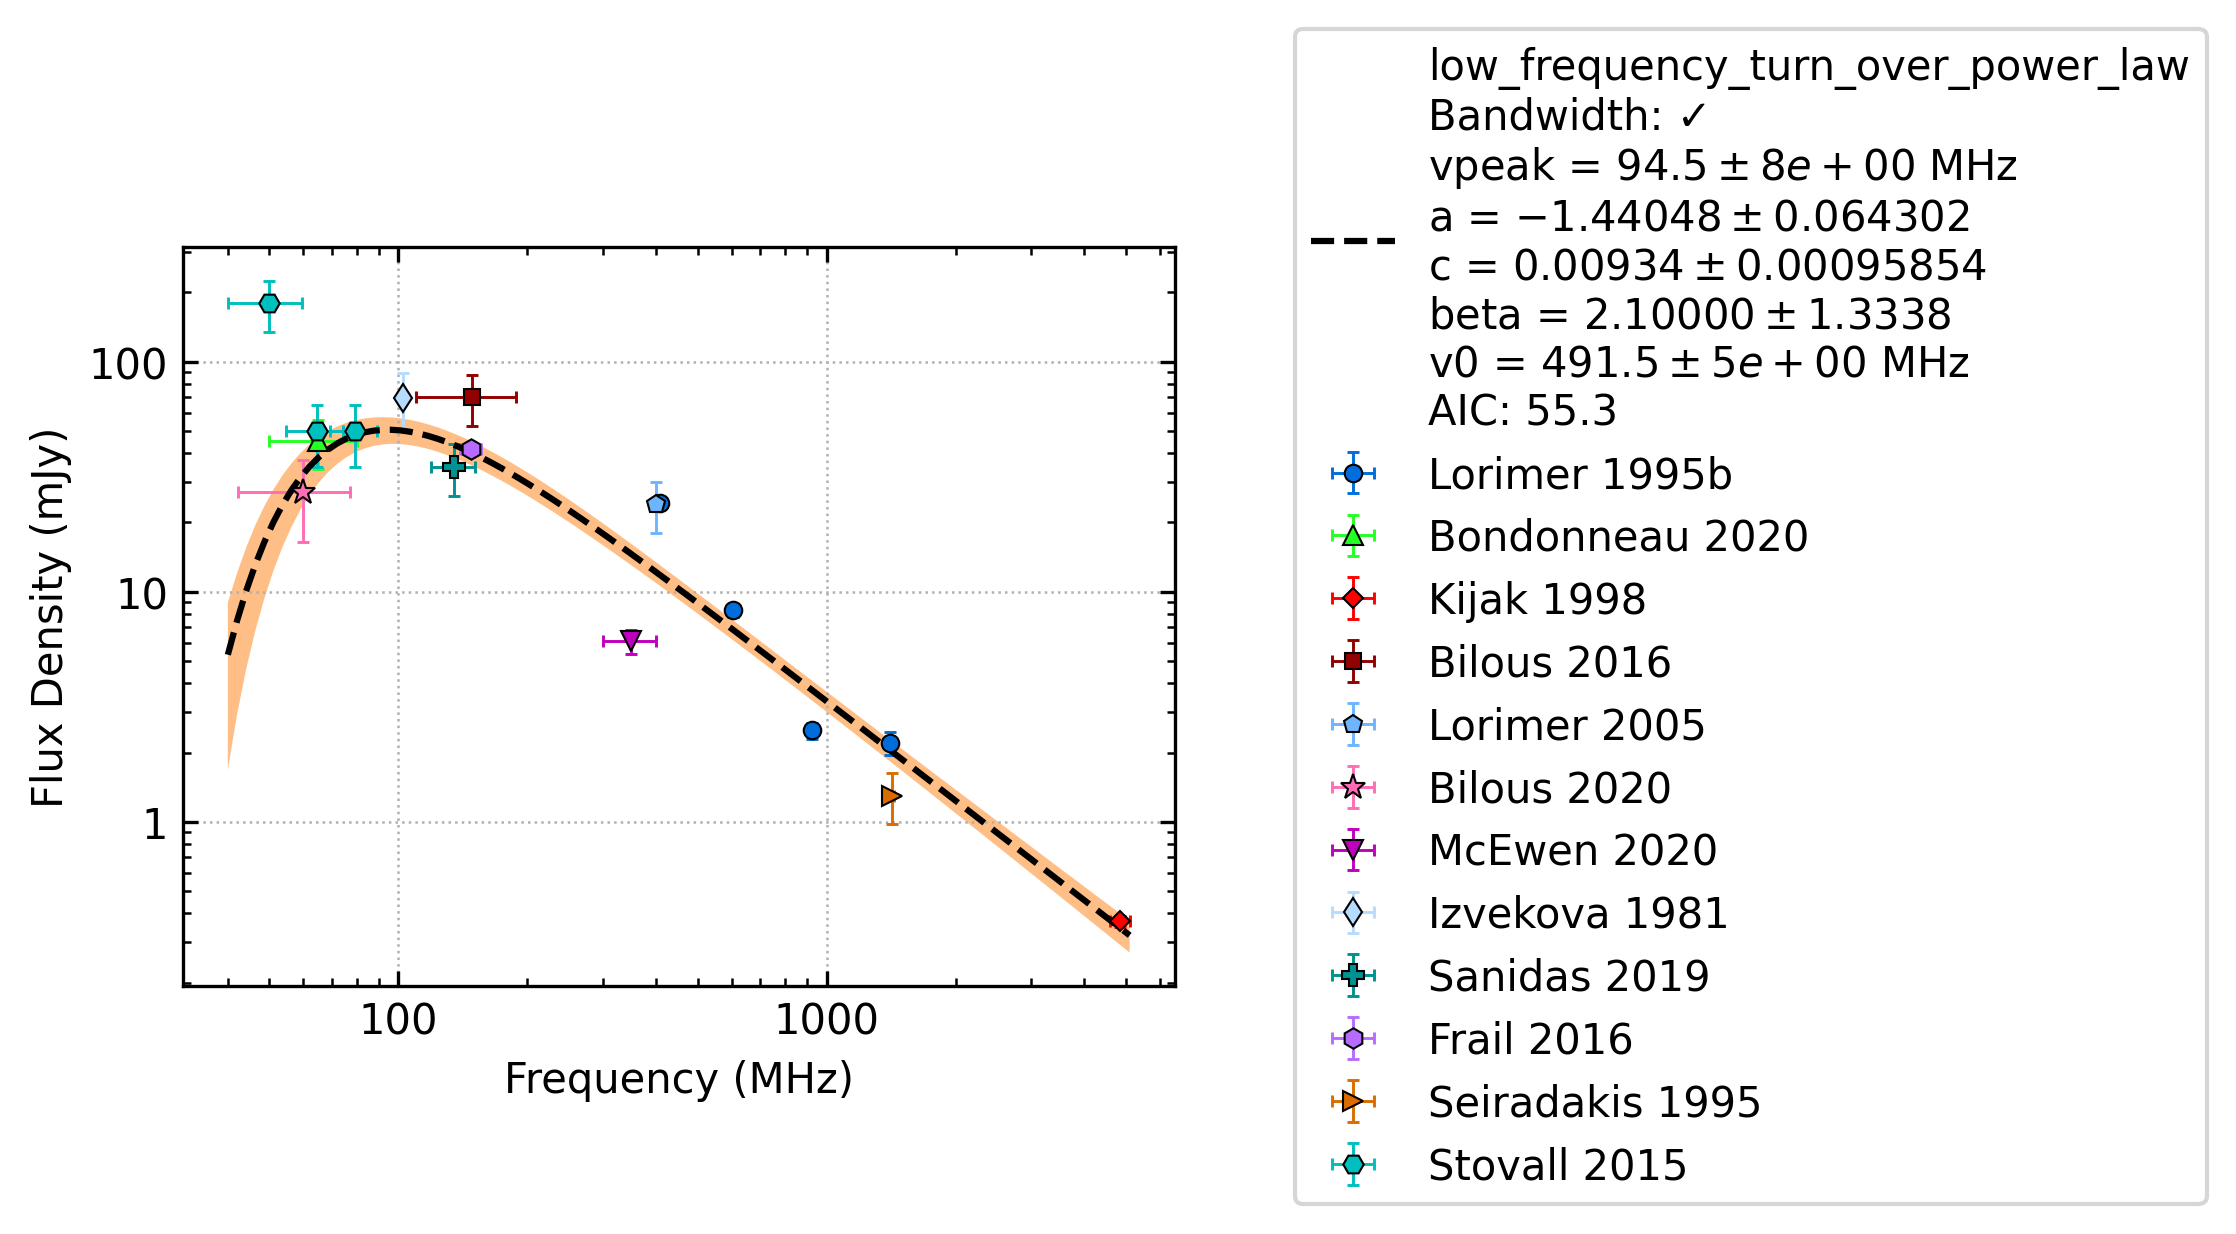 low_frequency_turn_over_power_law
Bandwidth: ✓
vpeak = 94.5 ± 8e + 00 MHz
a = −1.44048 ± 0.064302
c = 0.00934 ± 0.00095854
beta = 2.10000 ± 1.3338
v0 = 491.5 ± 5e + 00 MHz
AIC: 55.3
Lorimer 1995b
Bondonneau 2020
Kijak 1998
Bilous 2016
Lorimer 2005
Bilous 2020
McEwen 2020
Izvekova 1981
Sanidas 2019
Frail 2016
Seiradakis 1995
Stovall 2015
Flux Density (mJy)
100
10
1
100
1000
Frequency (MHz)